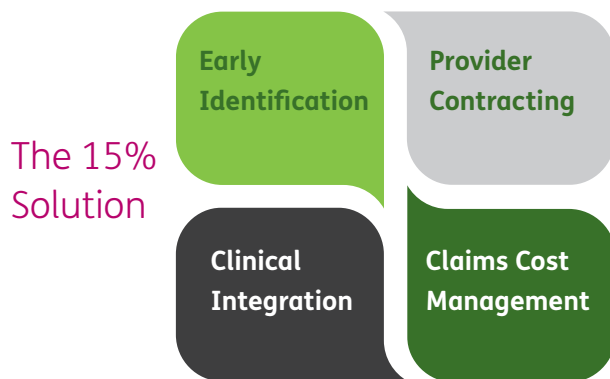 The 15%
Solution
Early
Identification
Provider
Contracting
Clinical
Integration
Claims Cost
Management